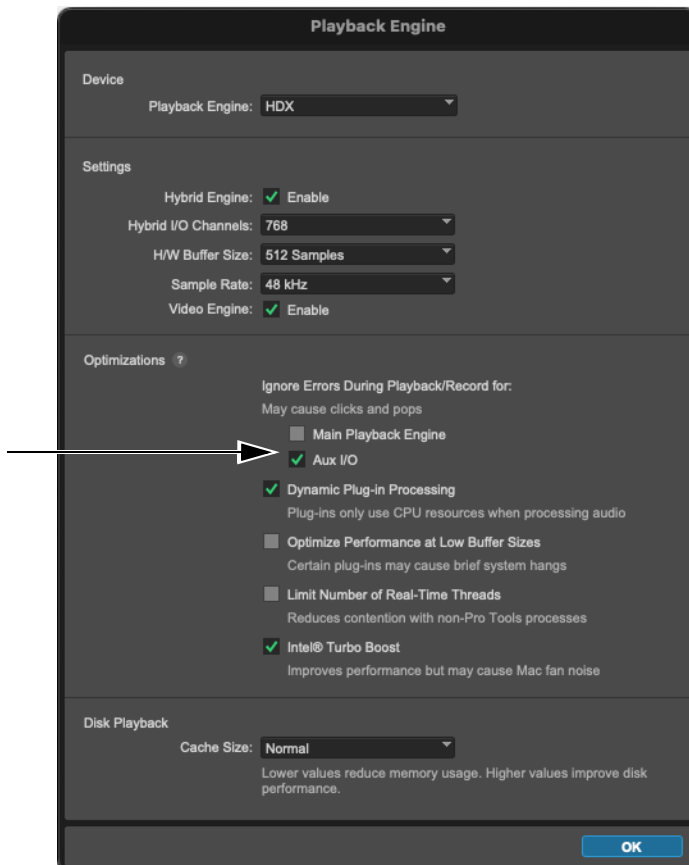 Playback Engine
Device
Playback Engine: HDX
Settings
Hybrid Engine: Enable
Hybrid I/O Channels: 768
H/W Buffer Size: 512 Samples
Sample Rate: 48 kHz
Video Engine: Enable
Optimizations ?
Ignore Errors During Playback/Record for:
May cause clicks and pops
Main Playback Engine
Aux I/O
Dynamic Plug-in Processing
Plug-ins only use CPU resources when processing audio
Optimize Performance at Low Buffer Sizes
Certain plug-ins may cause brief system hangs
Limit Number of Real-Time Threads
Reduces contention with non-Pro Tools processes
Intel® Turbo Boost
Improves performance but may cause Mac fan noise
Disk Playback
Cache Size: Normal
Lower values reduce memory usage. Higher values improve disk
performance.
OK